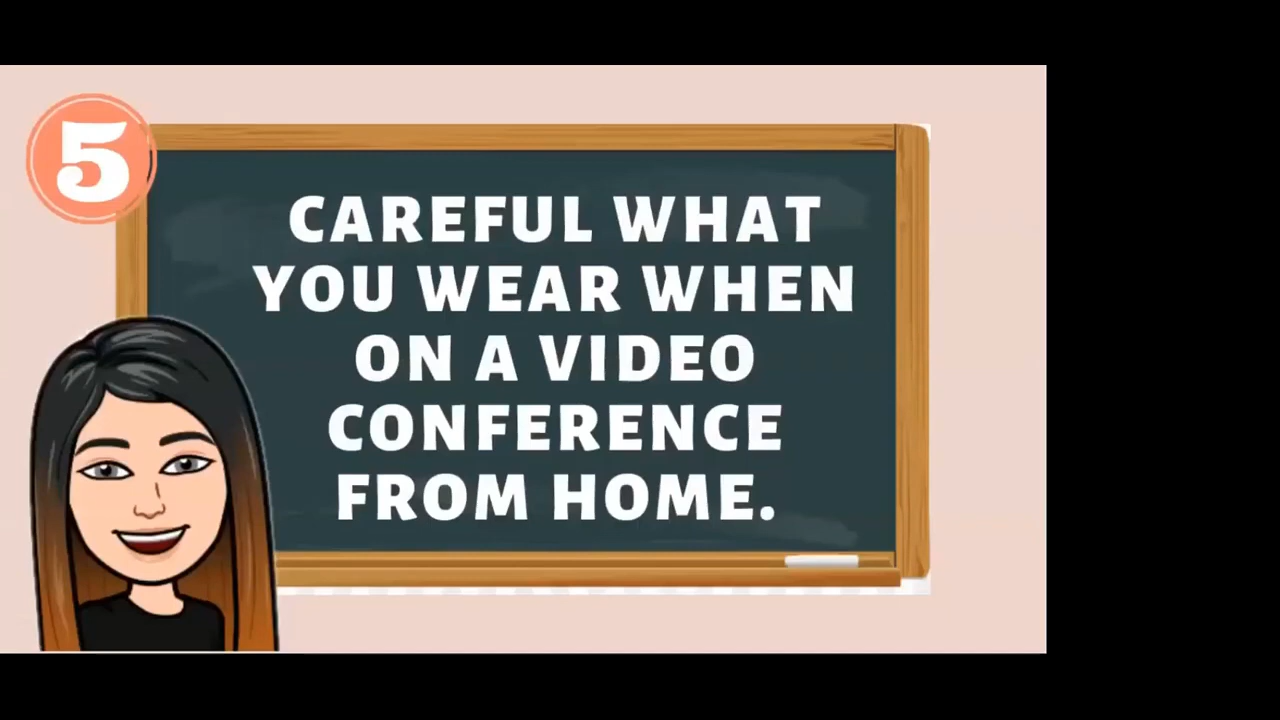 5
CAREFUL WHAT
YOU WEAR WHEN
ON A VIDEO
CONFERENCE
FROM HOME.